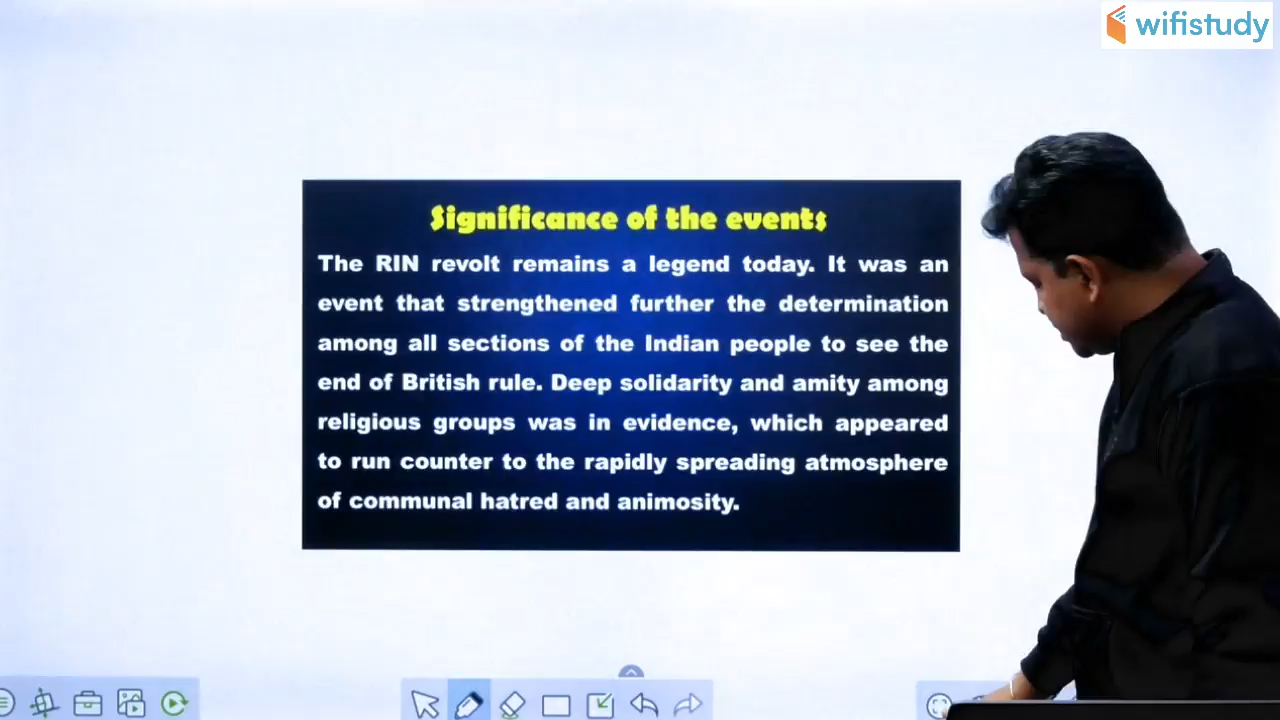 wifistudy
Significance of the events
The RIN revolt remains a legend today. It was an
event that strengthened further the determination
among all sections of the Indian people to see the
end of British rule. Deep solidarity and amity among
religious groups was in evidence, which appeared
to run counter to the rapidly spreading atmosphere
of communal hatred and animosity.